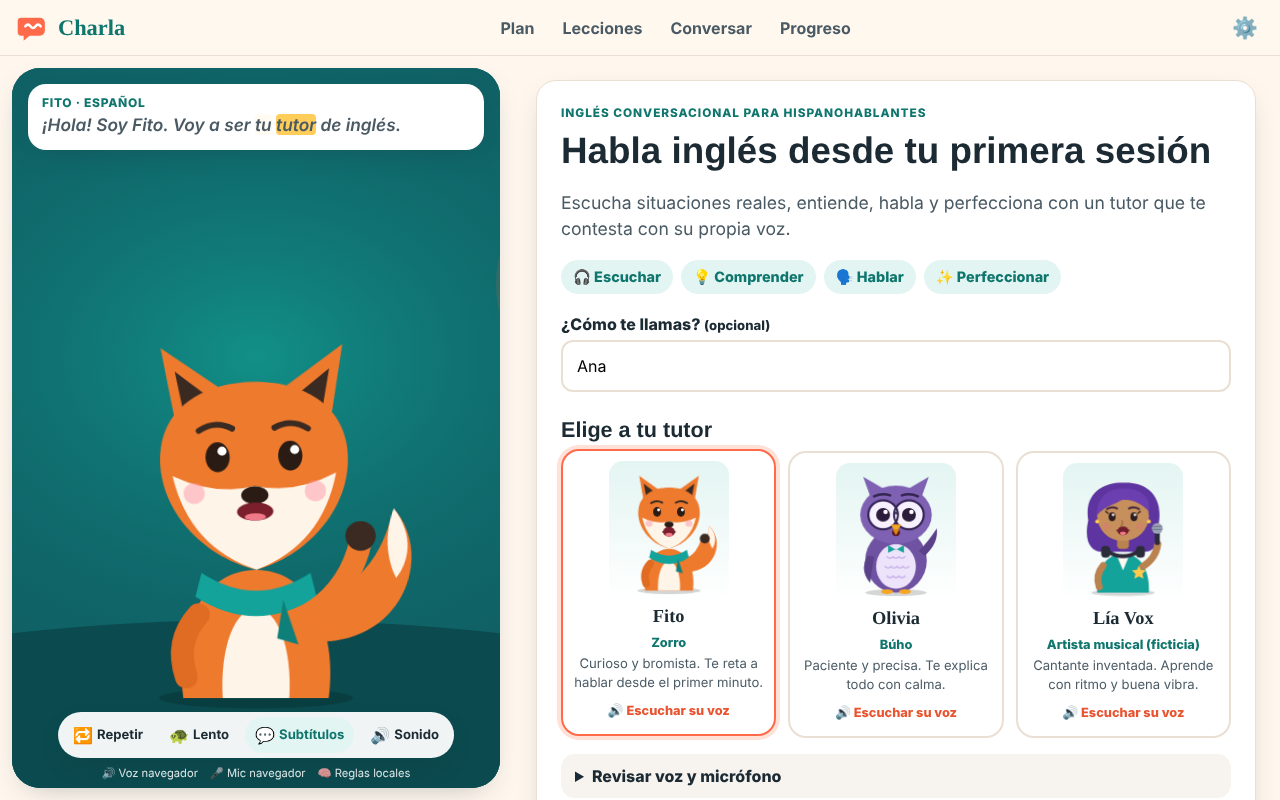 Charla
Plan
Lecciones
Conversar
Progreso
FITO · ESPAÑOL
¡Hola! Soy Fito. Voy a ser tu tutor de inglés.
Repetir
Lento
Subtítulos
Sonido
Voz navegador
Mic navegador
Reglas locales
INGLÉS CONVERSACIONAL PARA HISPANOHABLANTES
Habla inglés desde tu primera sesión
Escucha situaciones reales, entiende, habla y perfecciona con un tutor que te
contesta con su propia voz.
Escuchar
Comprender
Hablar
Perfeccionar
¿Cómo te llamas? (opcional)
Ana
Elige a tu tutor
Fito
Zorro
Curioso y bromista. Te reta a
hablar desde el primer minuto.
Escuchar su voz
Olivia
Búho
Paciente y precisa. Te explica
todo con calma.
Escuchar su voz
Lía Vox
Artista musical (ficticia)
Cantante inventada. Aprende
con ritmo y buena vibra.
Escuchar su voz
Revisar voz y micrófono